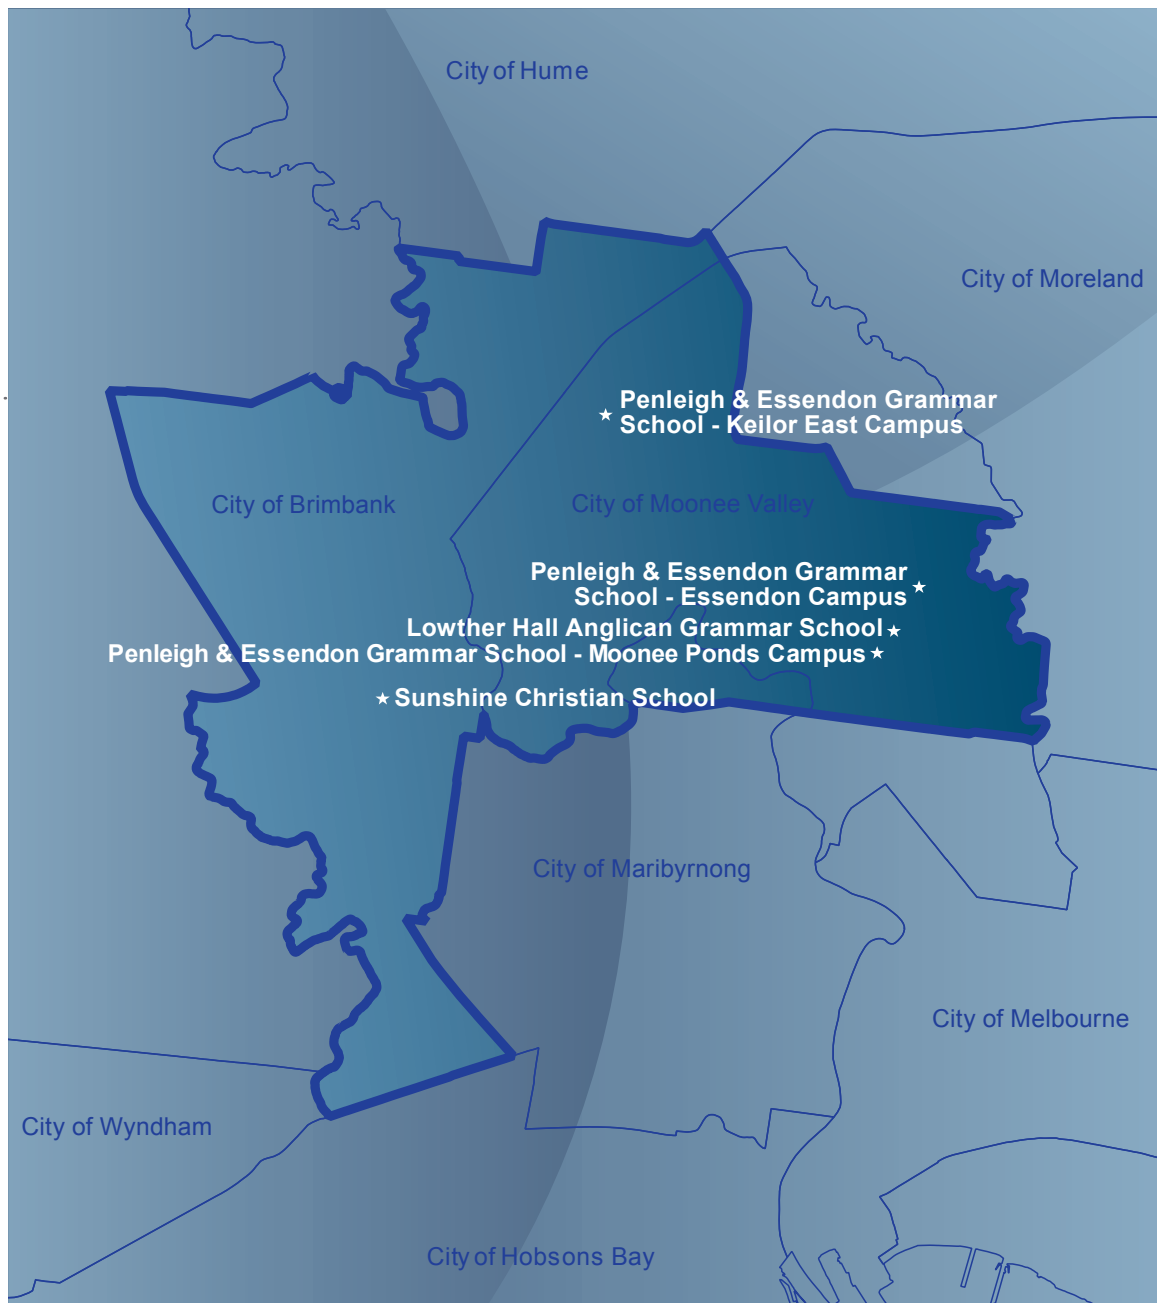 City of Hume
City of Moreland
Penleigh & Essendon Grammar
School - Keilor East Campus
City of Brimbank
City of Moonee Valley
Penleigh & Essendon Grammar
School - Essendon Campus
Lowther Hall Anglican Grammar School
Penleigh & Essendon Grammar School - Moonee Ponds Campus
Sunshine Christian School
City of Maribyrnong
City of Melbourne
City of Wyndham
City of Hobsons Bay